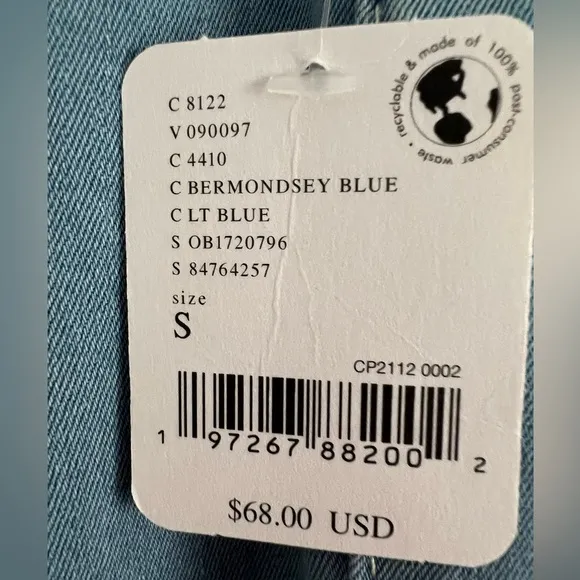 recyclable & made of 100% post-consumer waste •
C 8122
V 090097
C 4410
C BERMONDSEY BLUE
C LT BLUE
S OB1720796
S 84764257
size
S
CP2112 0002
1 97267 88200 2
$68.00 USD